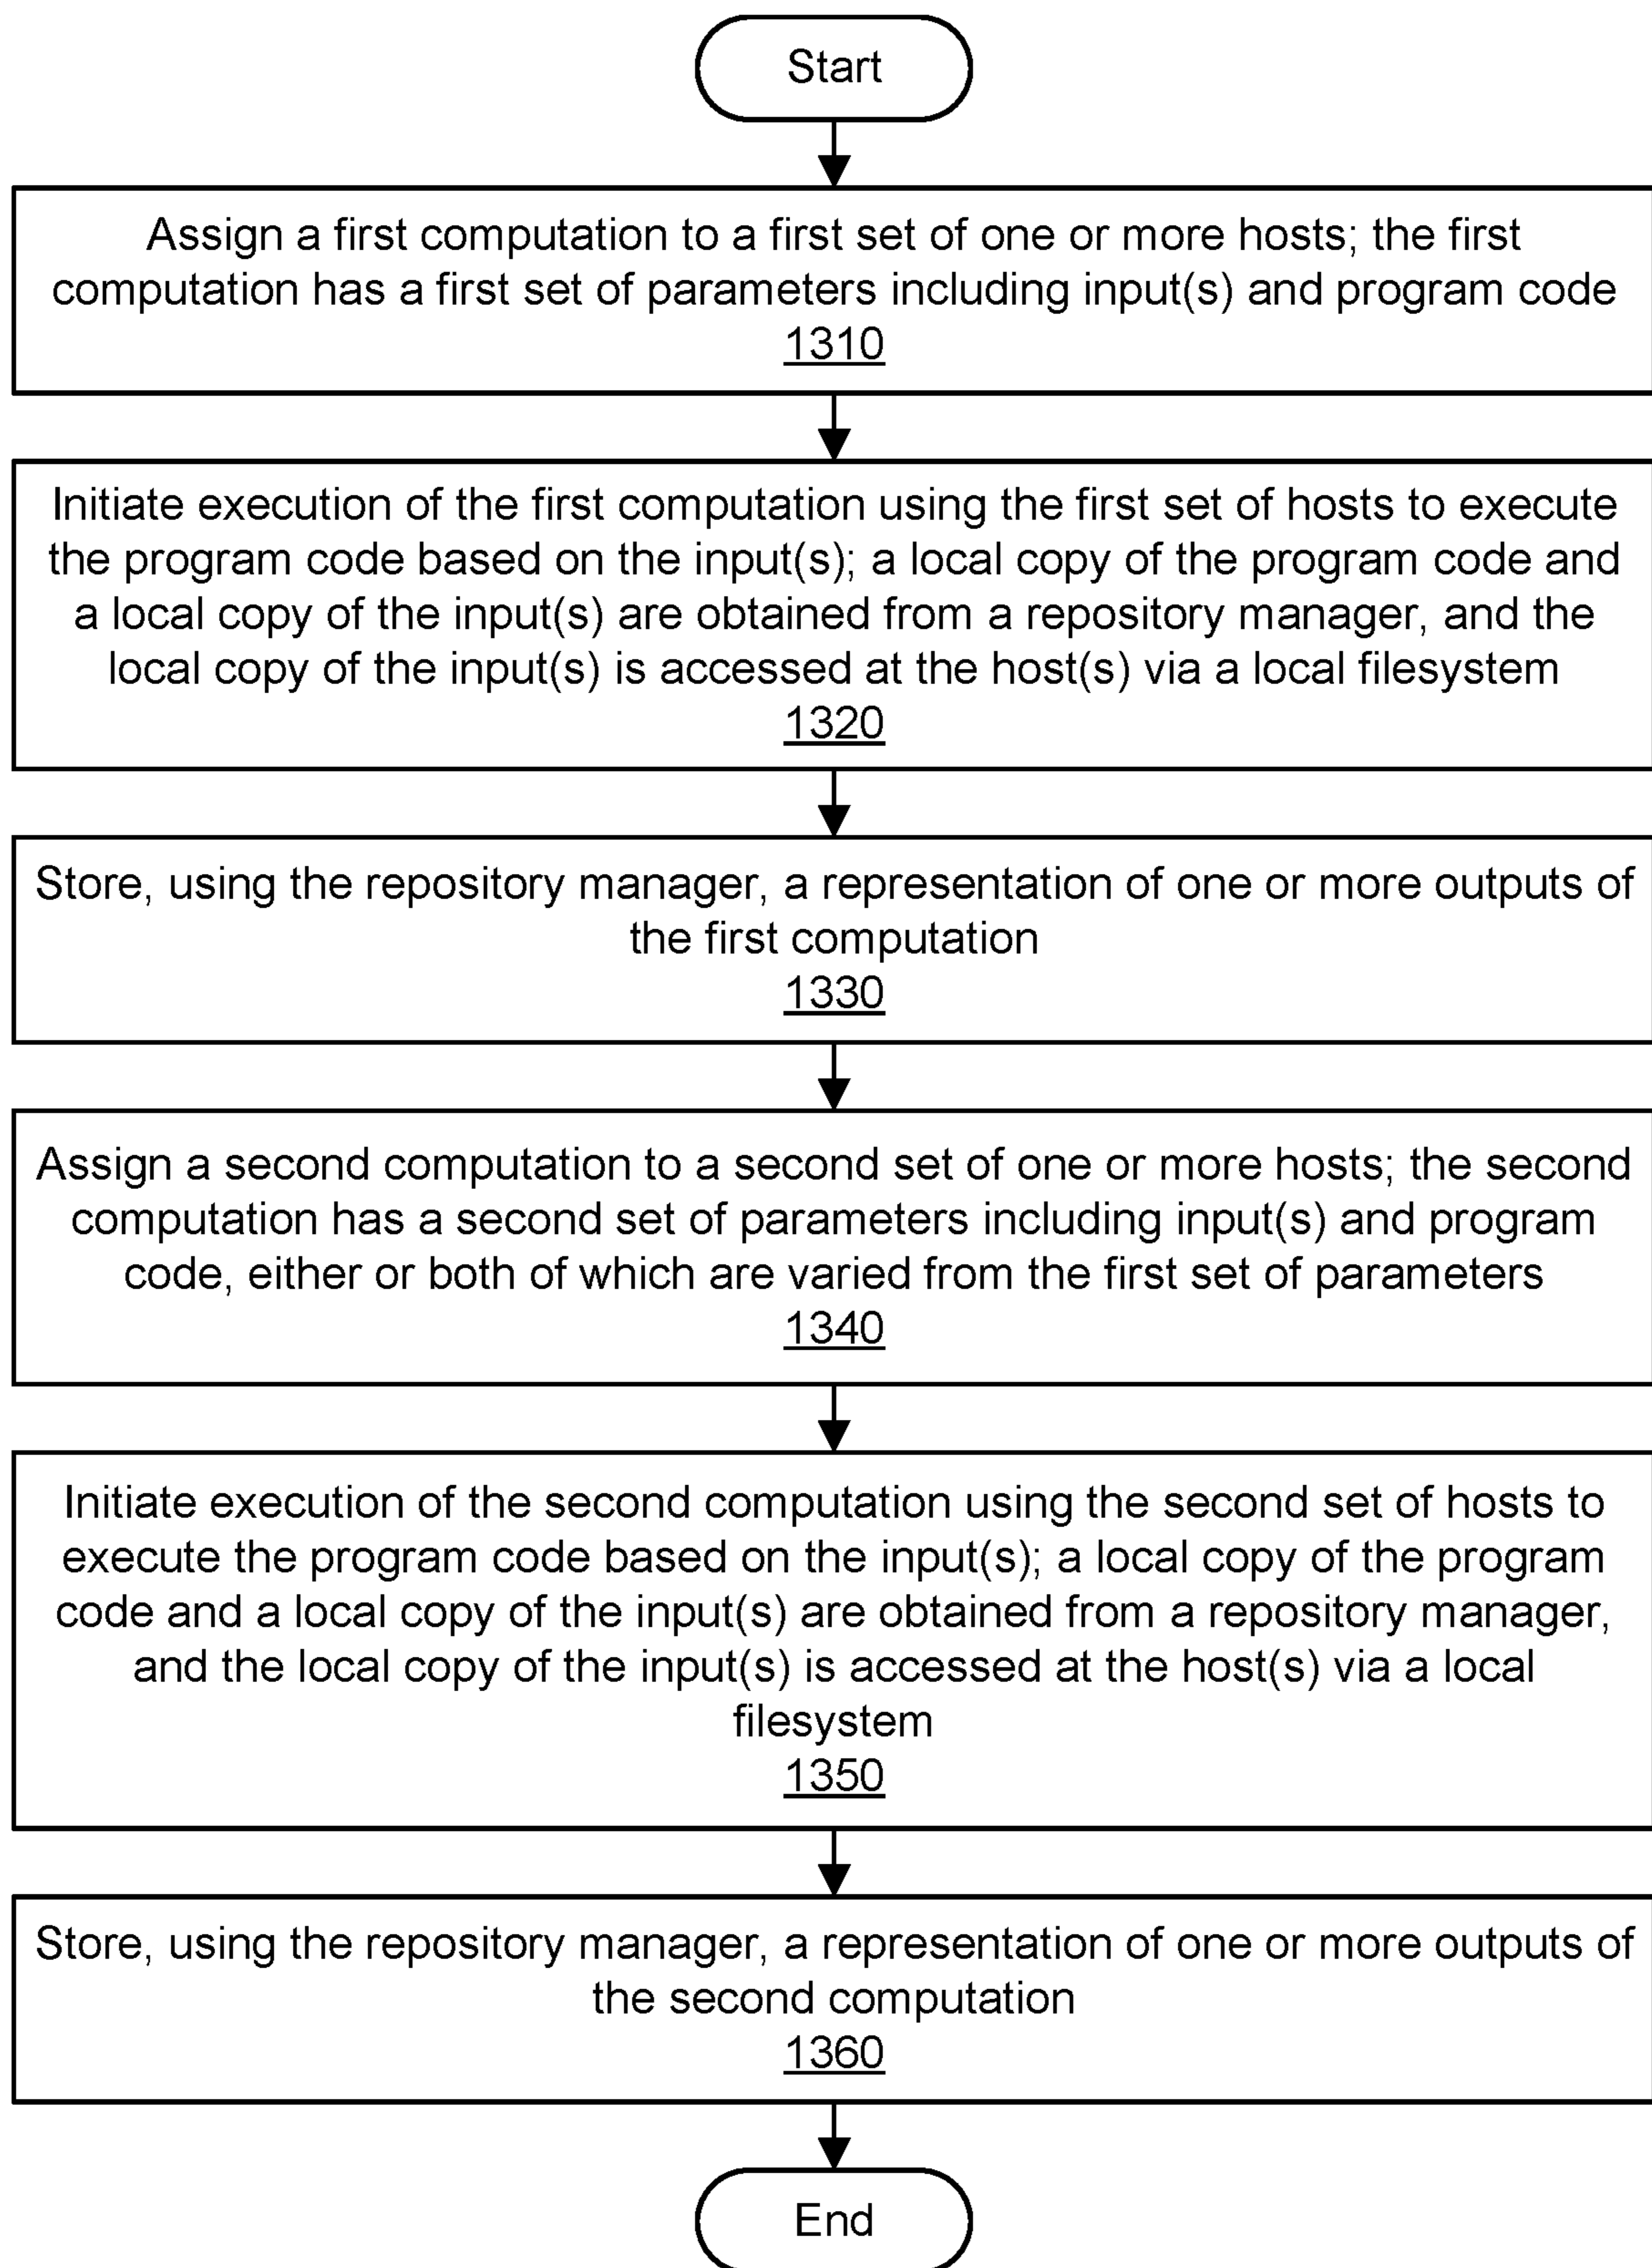 Start
Assign a first computation to a first set of one or more hosts; the first
computation has a first set of parameters including input(s) and program code
1310
Initiate execution of the first computation using the first set of hosts to execute
the program code based on the input(s); a local copy of the program code and
a local copy of the input(s) are obtained from a repository manager, and the
local copy of the input(s) is accessed at the host(s) via a local filesystem
1320
Store, using the repository manager, a representation of one or more outputs of
the first computation
1330
Assign a second computation to a second set of one or more hosts; the second
computation has a second set of parameters including input(s) and program
code, either or both of which are varied from the first set of parameters
1340
Initiate execution of the second computation using the second set of hosts to
execute the program code based on the input(s); a local copy of the program
code and a local copy of the input(s) are obtained from a repository manager,
and the local copy of the input(s) is accessed at the host(s) via a local
filesystem
1350
Store, using the repository manager, a representation of one or more outputs of
the second computation
1360
End